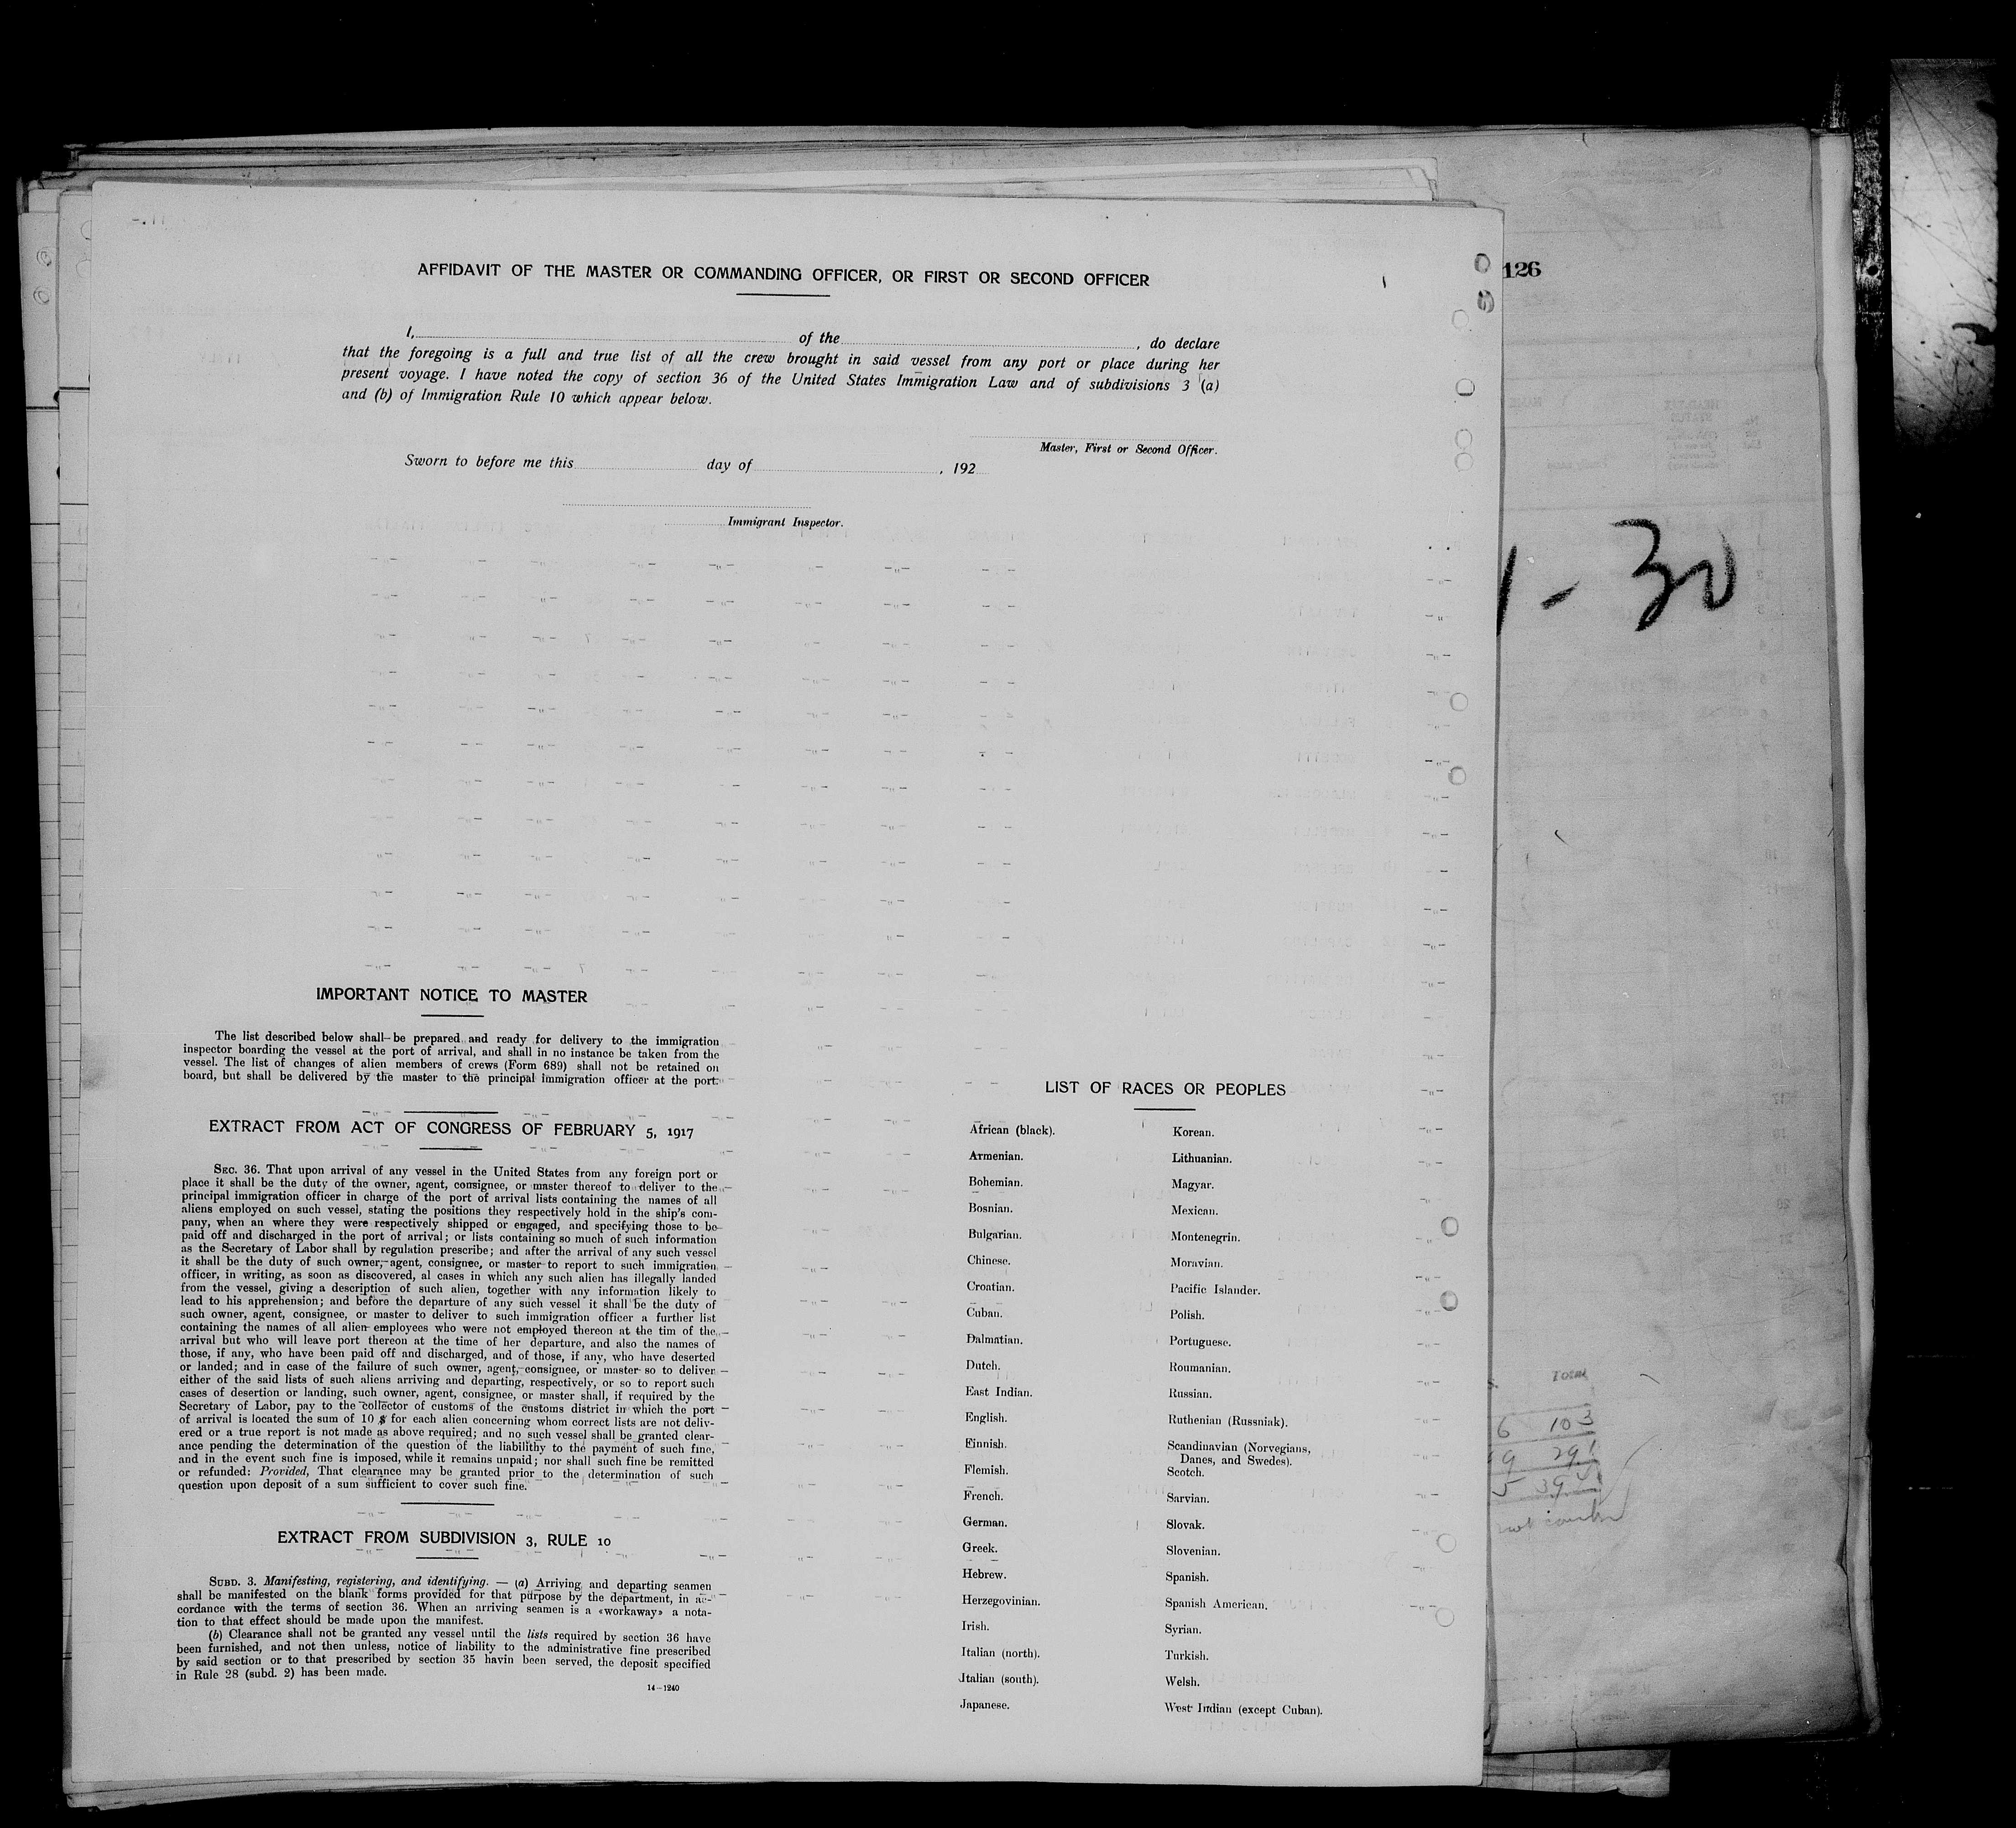 AFFIDAVIT OF THE MASTER OR COMMANDING OFFICER, OR FIRST OR SECOND OFFICER
I, of the , do declare
that the foregoing is a full and true list of all the crew brought in said vessel from any port or place during her
present voyage. I have noted the copy of section 36 of the United States Immigration Law and of subdivisions 3 (a)
and (b) of Immigration Rule 10 which appear below.
Master, First or Second Officer.
Sworn to before me this day of , 192
Immigrant Inspector.
IMPORTANT NOTICE TO MASTER
The list described below shall be prepared and ready for delivery to the immigration
inspector boarding the vessel at the port of arrival, and shall in no instance be taken from the
vessel. The list of changes of alien members of crews (Form 689) shall not be retained on
board, but shall be delivered by the master to the principal immigration officer at the port.
EXTRACT FROM ACT OF CONGRESS OF FEBRUARY 5, 1917
SEC. 36. That upon arrival of any vessel in the United States from any foreign port or
place it shall be the duty of the owner, agent, consignee, or master thereof to deliver to the
principal immigration officer in charge of the port of arrival lists containing the names of all
aliens employed on such vessel, stating the positions they respectively hold in the ship's com-
pany, when an where they were respectively shipped or engaged, and specifying those to be
paid off and discharged in the port of arrival; or lists containing so much of such information
as the Secretary of Labor shall by regulation prescribe; and after the arrival of any such vessel
it shall be the duty of such owner, agent, consignee, or master to report to such immigration
officer, in writing, as soon as discovered, al cases in which any such alien has illegally landed
from the vessel, giving a description of such alien, together with any information likely to
lead to his apprehension; and before the departure of any such vessel it shall be the duty of
such owner, agent, consignee, or master to deliver to such immigration officer a further list
containing the names of all alien employees who were not employed thereon at the tim of the
arrival but who will leave port thereon at the time of her departure, and also the names of
those, if any, who have been paid off and discharged, and of those, if any, who have deserted
or landed; and in case of the failure of such owner, agent, consignee, or master so to deliver
either of the said lists of such aliens arriving and departing, respectively, or so to report such
cases of desertion or landing, such owner, agent, consignee, or master shall, if required by the
Secretary of Labor, pay to the collector of customs of the customs district in which the port
of arrival is located the sum of 10 $ for each alien concerning whom correct lists are not deliv-
ered or a true report is not made as above required; and no such vessel shall be granted clear-
ance pending the determination of the question of the liabilithy to the payment of such fine,
and in the event such fine is imposed, while it remains unpaid; nor shall such fine be remitted
or refunded: Provided, That clearance may be granted prior to the determination of such
question upon deposit of a sum sufficient to cover such fine.
EXTRACT FROM SUBDIVISION 3, RULE 10
SUBD. 3. Manifesting, registering, and identifying. — (a) Arriving and departing seamen
shall be manifested on the blank forms provided for that purpose by the department, in ac-
cordance with the terms of section 36. When an arriving seamen is a «workaway» a nota-
tion to that effect should be made upon the manifest.
(b) Clearance shall not be granted any vessel until the lists required by section 36 have
been furnished, and not then unless, notice of liability to the administrative fine prescribed
by said section or to that prescribed by section 35 havin been served, the deposit specified
in Rule 28 (subd. 2) has been made.
14-1240
LIST OF RACES OR PEOPLES
African (black).
Armenian.
Bohemian.
Bosnian.
Bulgarian.
Chinese.
Croatian.
Cuban.
Dalmatian.
Dutch.
East Indian.
English.
Finnish.
Flemish.
French.
German.
Greek.
Hebrew.
Herzegovinian.
Irish.
Italian (north).
Jtalian (south).
Japanese.
Korean.
Lithuanian.
Magyar.
Mexican.
Montenegrin.
Moravian.
Pacific Islander.
Polish.
Portuguese.
Roumanian.
Russian.
Ruthenian (Russniak).
Scandinavian (Norvegians,
Danes, and Swedes).
Scotch.
Sarvian.
Slovak.
Slovenian.
Spanish.
Spanish American.
Syrian.
Turkish.
Welsh.
West Indian (except Cuban).
126
- 30
Total
6 103
9 291
5 394